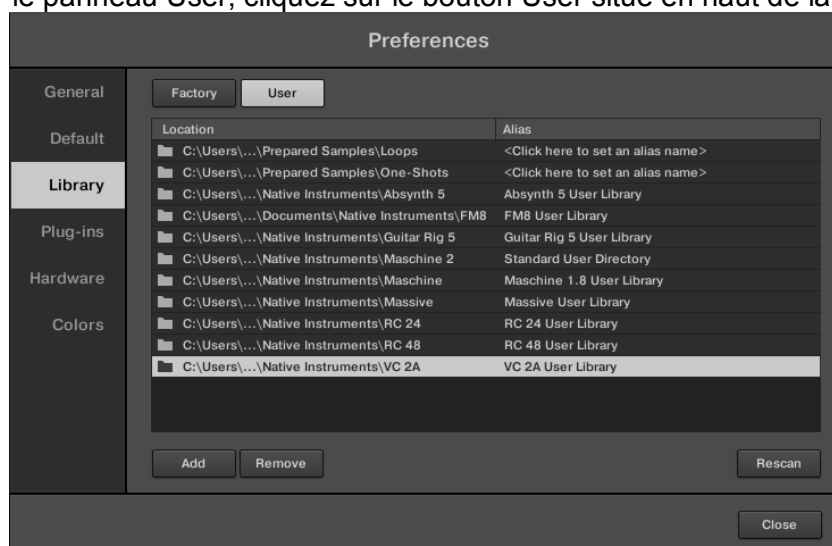 le panneau User, cliquez sur le bouton User situé en haut de la
Preferences
General
Default
Library
Plug-ins
Hardware
Colors
Factory User
Location Alias
C:\Users\...\Prepared Samples\Loops <Click here to set an alias name>
C:\Users\...\Prepared Samples\One-Shots <Click here to set an alias name>
C:\Users\...\Native Instruments\Absynth 5 Absynth 5 User Library
C:\Users\...\Documents\Native Instruments\FM8 FM8 User Library
C:\Users\...\Native Instruments\Guitar Rig 5 Guitar Rig 5 User Library
C:\Users\...\Native Instruments\Maschine 2 Standard User Directory
C:\Users\...\Native Instruments\Maschine Maschine 1.8 User Library
C:\Users\...\Native Instruments\Massive Massive User Library
C:\Users\...\Native Instruments\RC 24 RC 24 User Library
C:\Users\...\Native Instruments\RC 48 RC 48 User Library
C:\Users\...\Native Instruments\VC 2A VC 2A User Library
Add Remove Rescan
Close